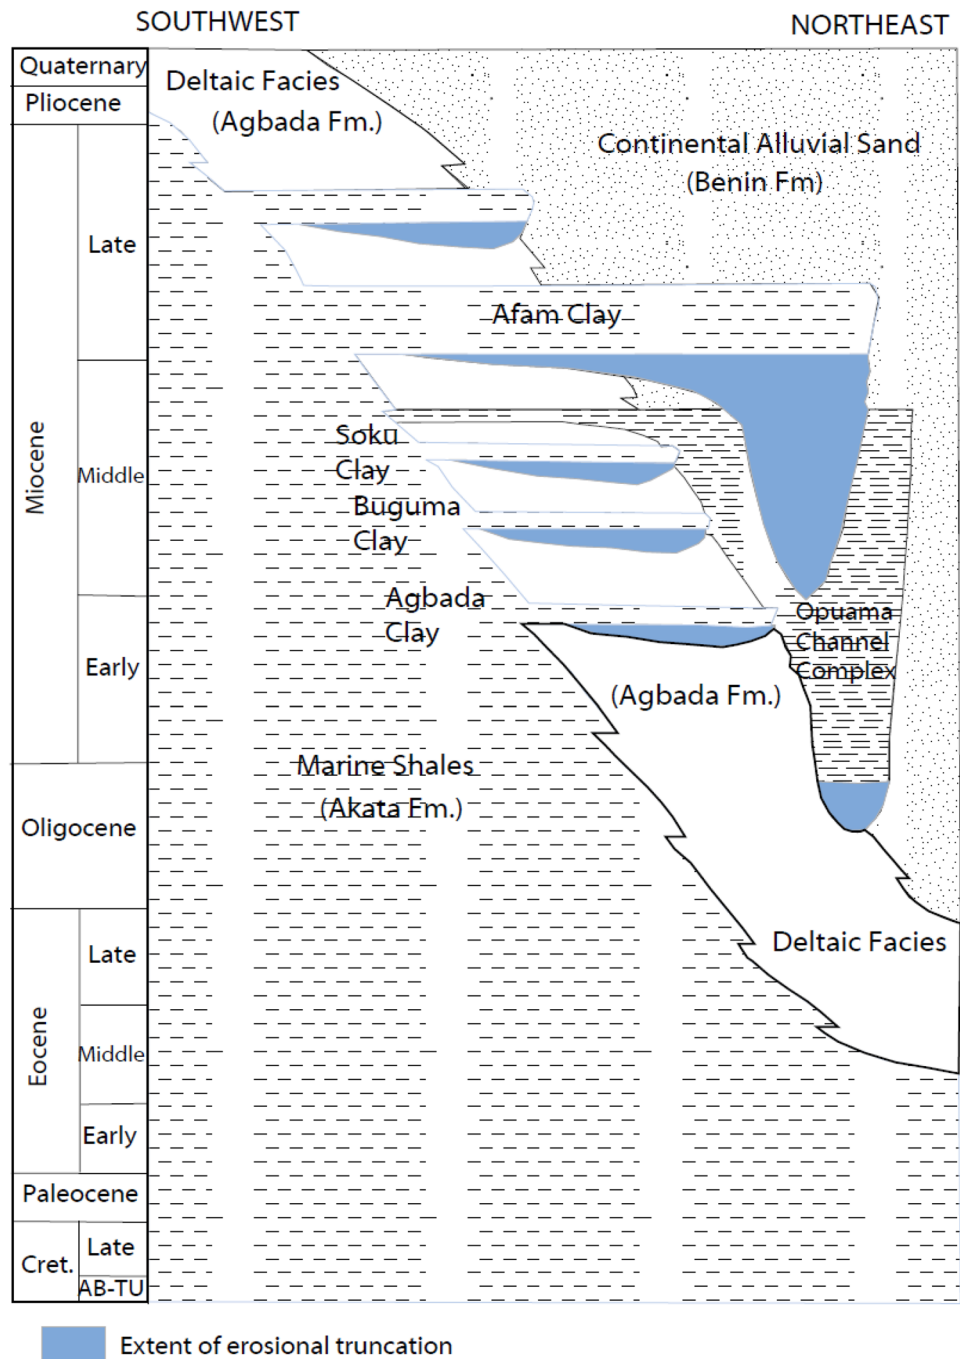 SOUTHWEST
NORTHEAST
Quaternary
Pliocene
Miocene
Late
Middle
Early
Oligocene
Eocene
Late
Middle
Early
Paleocene
Cret.
Late
AB-TU
Deltaic Facies
(Agbada Fm.)
Continental Alluvial Sand
(Benin Fm)
Afam Clay
Soku
Clay
Buguma
Clay
Agbada
Clay
Opuama
Channel
Complex
(Agbada Fm.)
Marine Shales
(Akata Fm.)
Deltaic Facies
Extent of erosional truncation